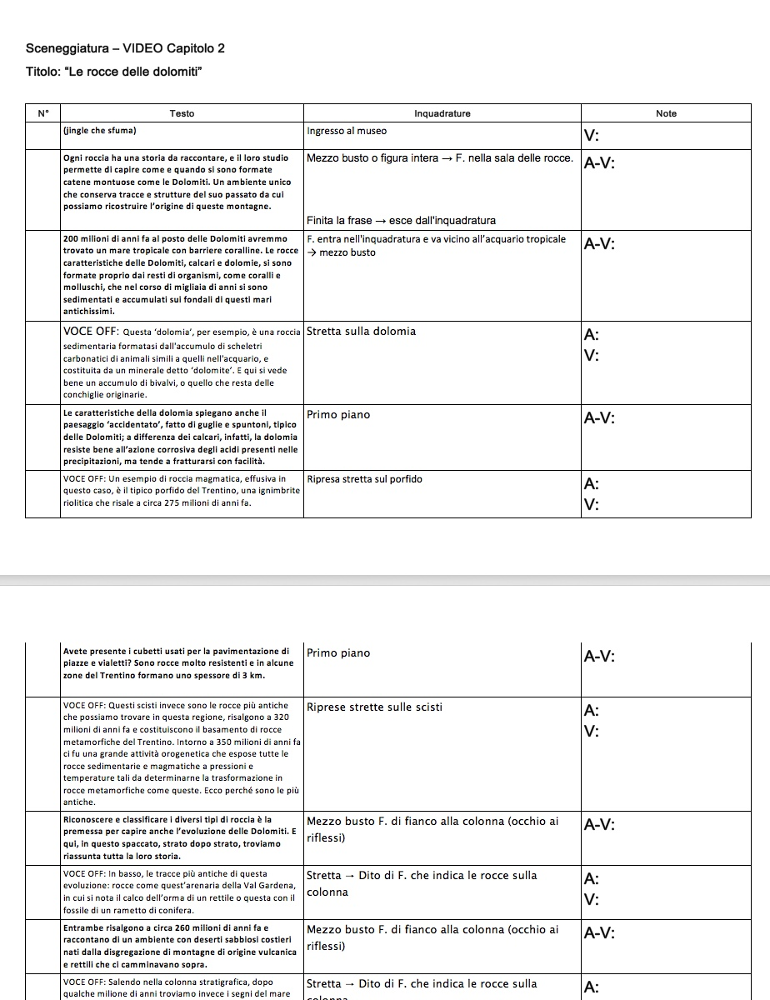 Sceneggiatura – VIDEO Capitolo 2
Titolo: “Le rocce delle dolomiti”
N° Testo Inquadrature Note
(jingle che sfuma) Ingresso al museo V:
Ogni roccia ha una storia da raccontare, e il loro studio
permette di capire come e quando si sono formate
catene montuose come le Dolomiti. Un ambiente unico
che conserva tracce e strutture del suo passato da cui
possiamo ricostruire l’origine di queste montagne.
Mezzo busto o figura intera → F. nella sala delle rocce.
Finita la frase → esce dall'inquadratura
A-V:
200 milioni di anni fa al posto delle Dolomiti avremmo
trovato un mare tropicale con barriere coralline. Le rocce
caratteristiche delle Dolomiti, calcari e dolomie, si sono
formate proprio dai resti di organismi, come coralli e
molluschi, che nel corso di migliaia di anni si sono
sedimentati e accumulati sui fondali di questi mari
antichissimi.
F. entra nell'inquadratura e va vicino all’acquario tropicale
→ mezzo busto
A-V:
VOCE OFF: Questa ‘dolomia’, per esempio, è una roccia
sedimentaria formatasi dall'accumulo di scheletri
carbonatici di animali simili a quelli nell'acquario, e
costituita da un minerale detto ‘dolomite’. E qui si vede
bene un accumulo di bivalvi, o quello che resta delle
conchiglie originarie.
Stretta sulla dolomia
A:
V:
Le caratteristiche della dolomia spiegano anche il
paesaggio ‘accidentato’, fatto di guglie e spuntoni, tipico
delle Dolomiti; a differenza dei calcari, infatti, la dolomia
resiste bene all’azione corrosiva degli acidi presenti nelle
precipitazioni, ma tende a fratturarsi con facilità.
Primo piano
A-V:
VOCE OFF: Un esempio di roccia magmatica, effusiva in
questo caso, è il tipico porfido del Trentino, una ignimbrite
riolitica che risale a circa 275 milioni di anni fa.
Ripresa stretta sul porfido
A:
V:
Avete presente i cubetti usati per la pavimentazione di
piazze e vialetti? Sono rocce molto resistenti e in alcune
zone del Trentino formano uno spessore di 3 km.
Primo piano
A-V:
VOCE OFF: Questi scisti invece sono le rocce più antiche
che possiamo trovare in questa regione, risalgono a 320
milioni di anni fa e costituiscono il basamento di rocce
metamorfiche del Trentino. Intorno a 350 milioni di anni fa
ci fu una grande attività orogenetica che espose tutte le
rocce sedimentarie e magmatiche a pressioni e
temperature tali da determinarne la trasformazione in
rocce metamorfiche come queste. Ecco perché sono le più
antiche.
Riprese strette sulle scisti
A:
V:
Riconoscere e classificare i diversi tipi di roccia è la
premessa per capire anche l’evoluzione delle Dolomiti. E
qui, in questo spaccato, strato dopo strato, troviamo
riassunta tutta la loro storia.
Mezzo busto F. di fianco alla colonna (occhio ai
riflessi)
A-V:
VOCE OFF: In basso, le tracce più antiche di questa
evoluzione: rocce come quest’arenaria della Val Gardena,
in cui si nota il calco dell’orma di un rettile o questa con il
fossile di un rametto di conifera.
Stretta → Dito di F. che indica le rocce sulla
colonna
A:
V:
Entrambe risalgono a circa 260 milioni di anni fa e
raccontano di un ambiente con deserti sabbiosi costieri
nati dalla disgregazione di montagne di origine vulcanica
e rettili che ci camminavano sopra.
Mezzo busto F. di fianco alla colonna (occhio ai
riflessi)
A-V:
VOCE OFF: Salendo nella colonna stratigrafica, dopo
qualche milione di anni troviamo invece i segni del mare
Stretta → Dito di F. che indica le rocce sulla
colonna
A: